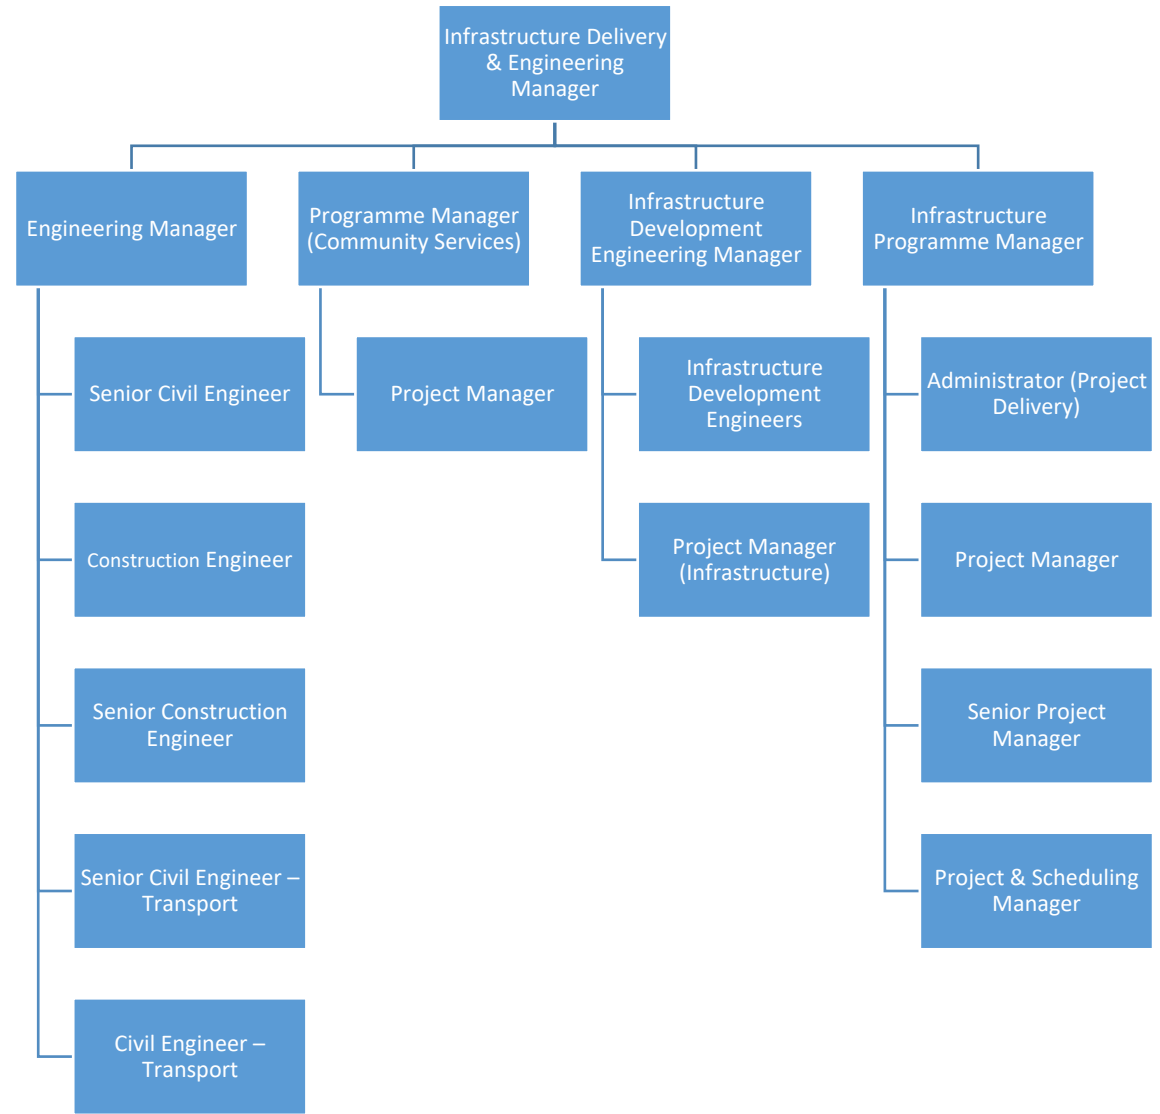 Infrastructure Delivery
& Engineering
Manager
Engineering Manager
Programme Manager
(Community Services)
Infrastructure
Development
Engineering Manager
Infrastructure
Programme Manager
Senior Civil Engineer
Project Manager
Infrastructure
Development
Engineers
Administrator (Project
Delivery)
Construction Engineer
Project Manager
(Infrastructure)
Project Manager
Senior Construction
Engineer
Senior Project
Manager
Senior Civil Engineer –
Transport
Project & Scheduling
Manager
Civil Engineer –
Transport